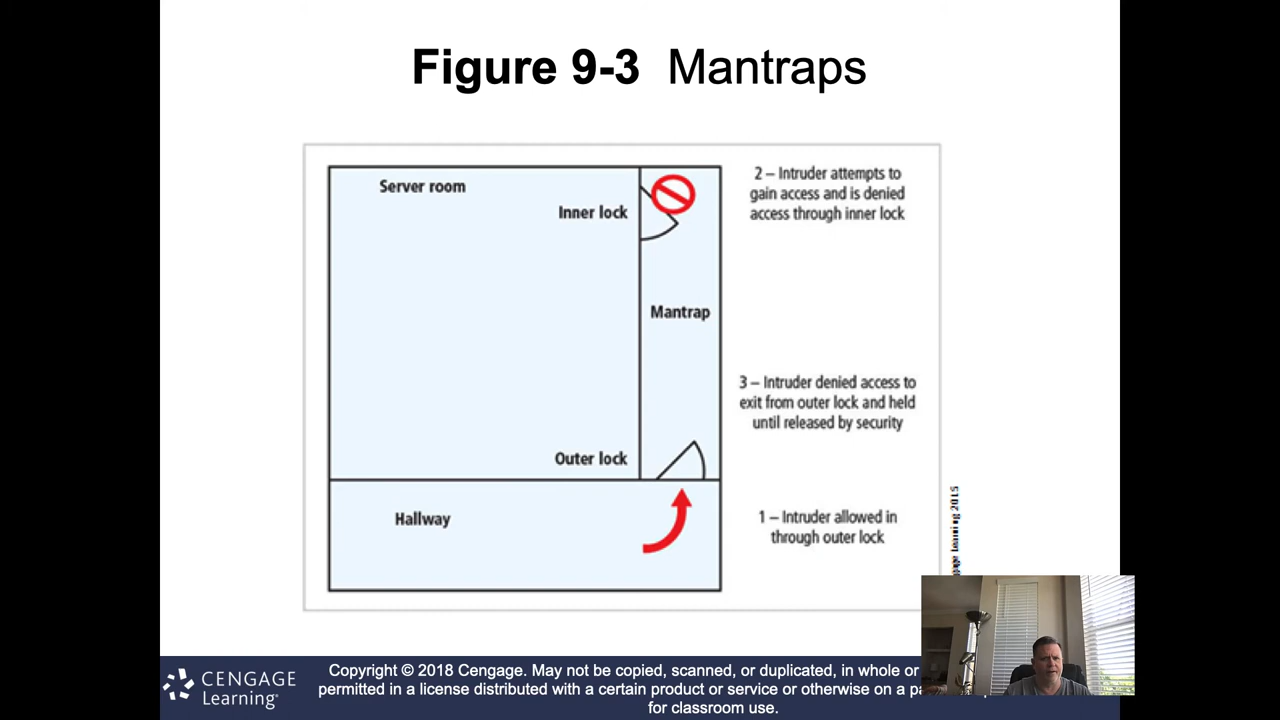 Figure 9-3 Mantraps
Server room
Inner lock
2 – Intruder attempts to
gain access and is denied
access through inner lock
Mantrap
3 – Intruder denied access to
exit from outer lock and held
until released by security
Outer lock
Hallway
1 – Intruder allowed in
through outer lock
Learning 2015
CENGAGE
Learning®
Copyright © 2018 Cengage. May not be copied, scanned, or duplicated, in whole
permitted in a license distributed with a certain product or service or otherwise on a
for classroom use.